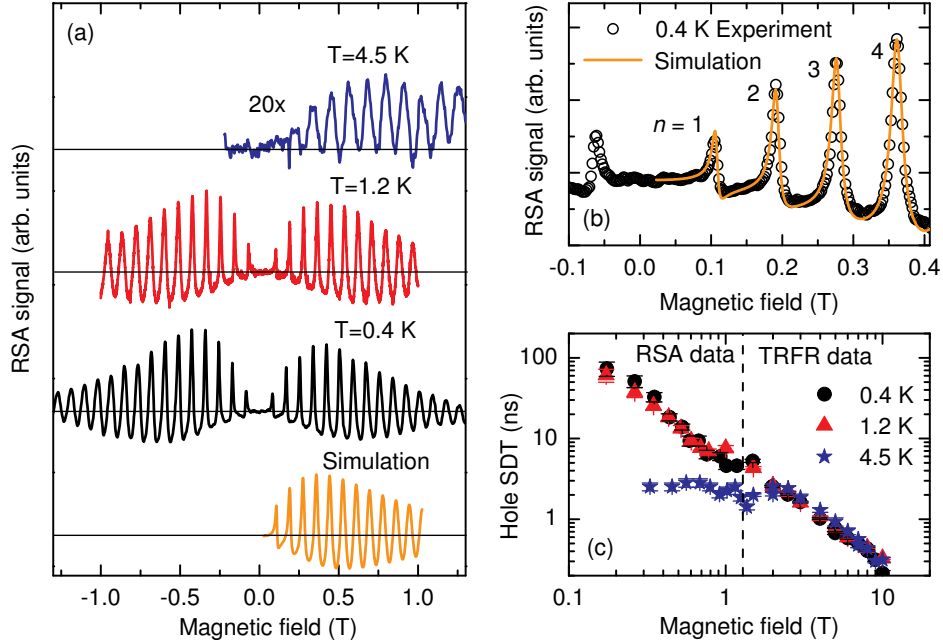 (a)
T=4.5 K
20x
T=1.2 K
T=0.4 K
Simulation
RSA signal (arb. units)
-1.0 -0.5 0.0 0.5 1.0
Magnetic field (T)
RSA signal (arb. units)
0.4 K Experiment
Simulation
n = 1
2
3
4
(b)
-0.1 0.0 0.1 0.2 0.3 0.4
Magnetic field (T)
Hole SDT (ns)
100
10
1
RSA data
TRFR data
0.4 K
1.2 K
4.5 K
(c)
0.1 1 10
Magnetic field (T)